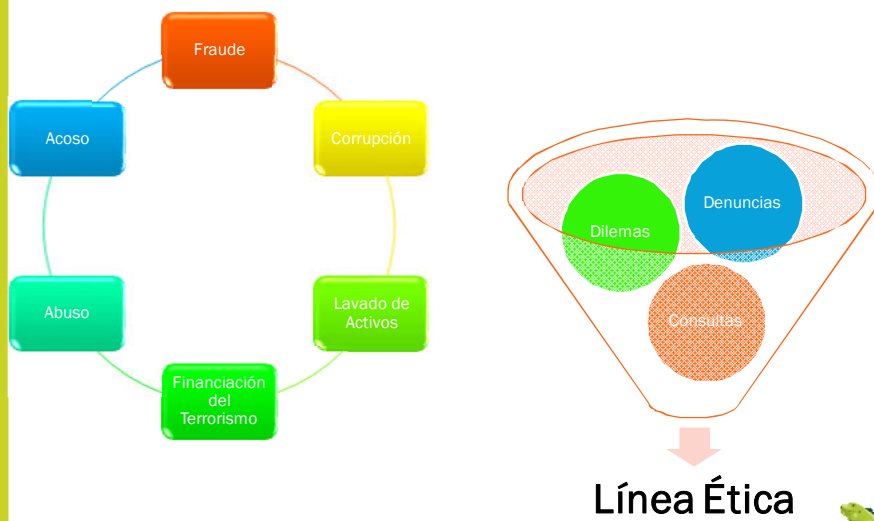 Fraude
Corrupción
Lavado de
Activos
Financiación
del
Terrorismo
Abuso
Acoso
Dilemas
Denuncias
Consultas
Línea Ética